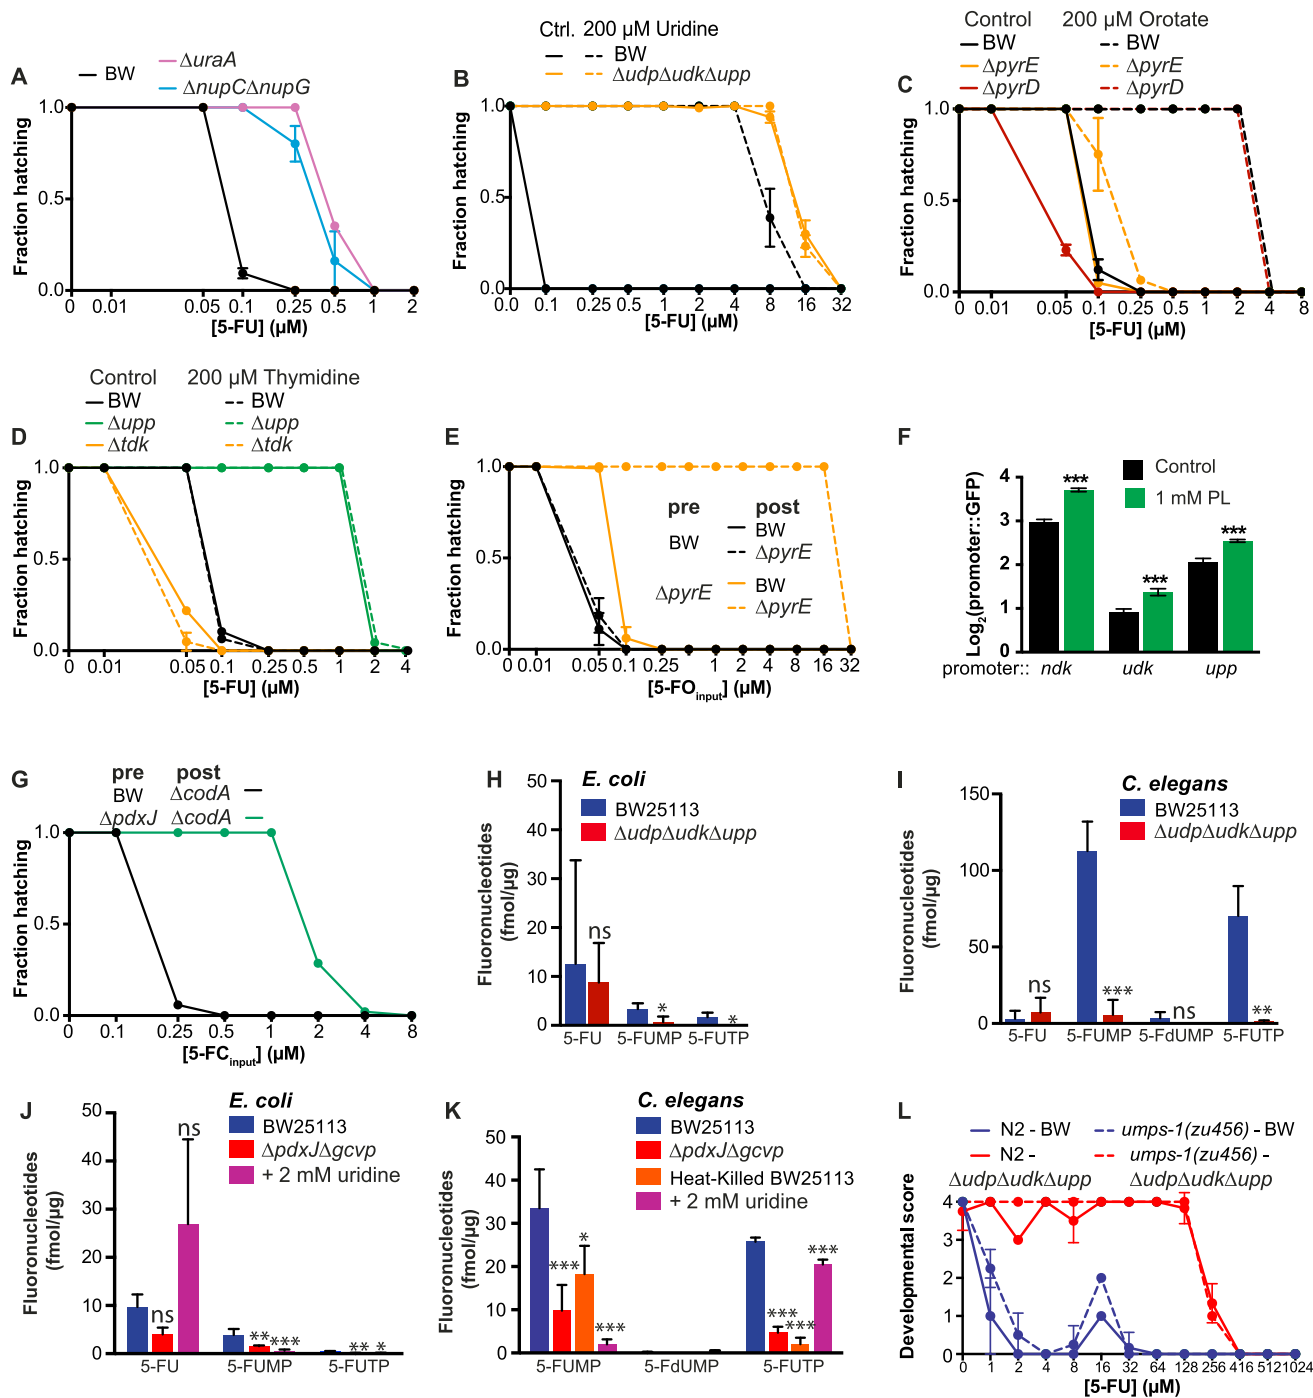 A
BW
ΔuraA
ΔnupCΔnupG
Fraction hatching
1.0
0.5
0.0
0 0.01 0.05 0.1 0.25 0.5 1 2
[5-FU] (µM)
B
Ctrl. 200 µM Uridine
BW
ΔudpΔudkΔupp
Fraction hatching
1.0
0.5
0.0
0 0.1 0.25 0.5 1 2 4 8 16 32
[5-FU] (µM)
C
Control 200 µM Orotate
BW BW
ΔpyrE ΔpyrE
ΔpyrD ΔpyrD
Fraction hatching
1.0
0.5
0.0
0 0.01 0.05 0.1 0.25 0.5 1 2 4 8
[5-FU] (µM)
D
Control 200 µM Thymidine
BW BW
Δupp Δupp
Δtdk Δtdk
Fraction hatching
1.0
0.5
0.0
0 0.01 0.05 0.1 0.25 0.5 1 2 4
[5-FU] (µM)
E
pre post
BW BW
ΔpyrE
ΔpyrE BW
ΔpyrE
Fraction hatching
1.0
0.5
0.0
0 0.01 0.05 0.1 0.25 1 2 4 8 16 32
[5-FOinput] (µM)
F
Control
1 mM PL
Log2(promoter::GFP)
4
3
2
1
0
*** *** ***
promoter:: ndk udk upp
G
pre post
BW ΔcodA
ΔpdxJ ΔcodA
Fraction hatching
1.0
0.5
0.0
0 0.1 0.25 0.5 1 2 4 8
[5-FCinput] (µM)
H
E. coli
BW25113
ΔudpΔudkΔupp
Fluoronucleotides
(fmol/µg)
50
40
30
20
10
0
ns * *
5-FU 5-FUMP 5-FUTP
I
C. elegans
BW25113
ΔudpΔudkΔupp
Fluoronucleotides
(fmol/µg)
150
100
50
0
ns *** ns **
5-FU 5-FUMP 5-FdUMP 5-FUTP
J
E. coli
BW25113
ΔpdxJΔgcvp
+ 2 mM uridine
Fluoronucleotides
(fmol/µg)
50
40
30
20
10
0
ns ns ** *** ** *
5-FU 5-FUMP 5-FUTP
K
C. elegans
BW25113
ΔpdxJΔgcvp
Heat-Killed BW25113
+ 2 mM uridine
Fluoronucleotides
(fmol/µg)
50
40
30
20
10
0
*** * *** *** *** ***
5-FUMP 5-FdUMP 5-FUTP
L
N2 - BW umps-1(zu456) - BW
N2 - umps-1(zu456) -
ΔudpΔudkΔupp ΔudpΔudkΔupp
Developmental score
4
3
2
1
0
0 1 2 4 8 16 32 64 128 256 416 512 1024
[5-FU] (µM)